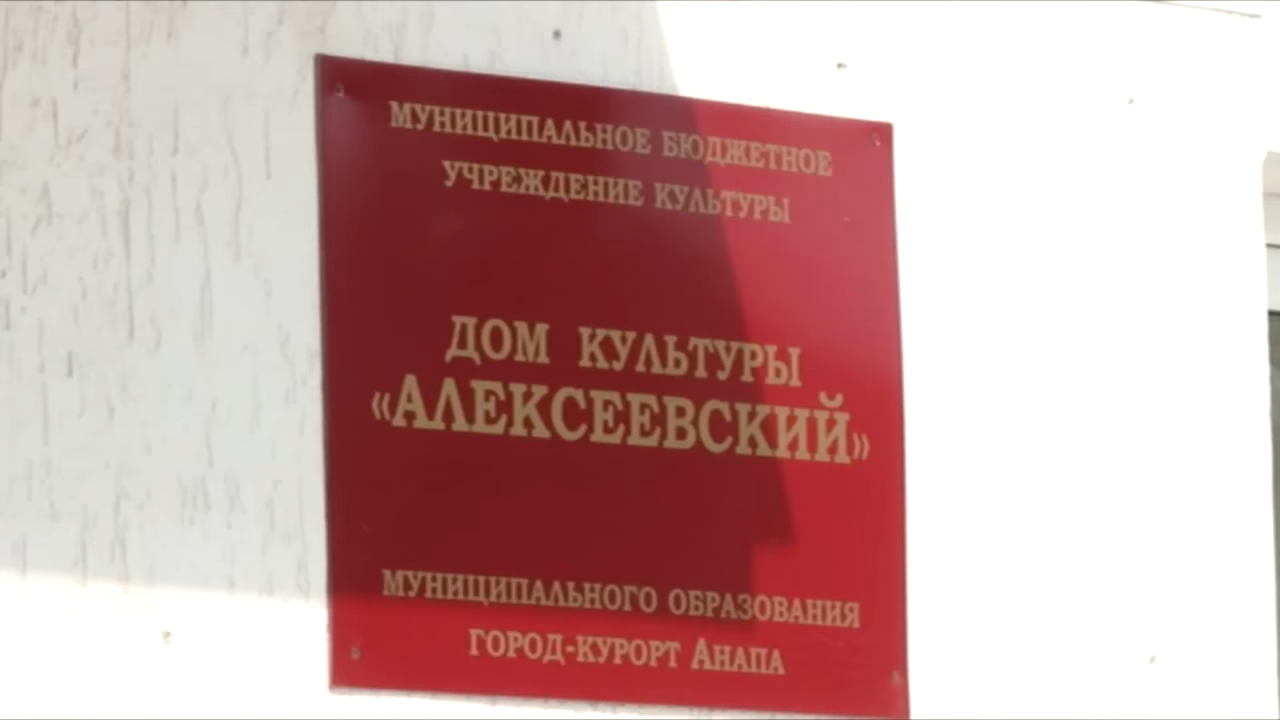 МУНИЦИПАЛЬНОЕ БЮДЖЕТНОЕ
УЧРЕЖДЕНИЕ КУЛЬТУРЫ
ДОМ КУЛЬТУРЫ
«АЛЕКСЕЕВСКИЙ»
МУНИЦИПАЛЬНОГО ОБРАЗОВАНИЯ
ГОРОД-КУРОРТ АНАПА